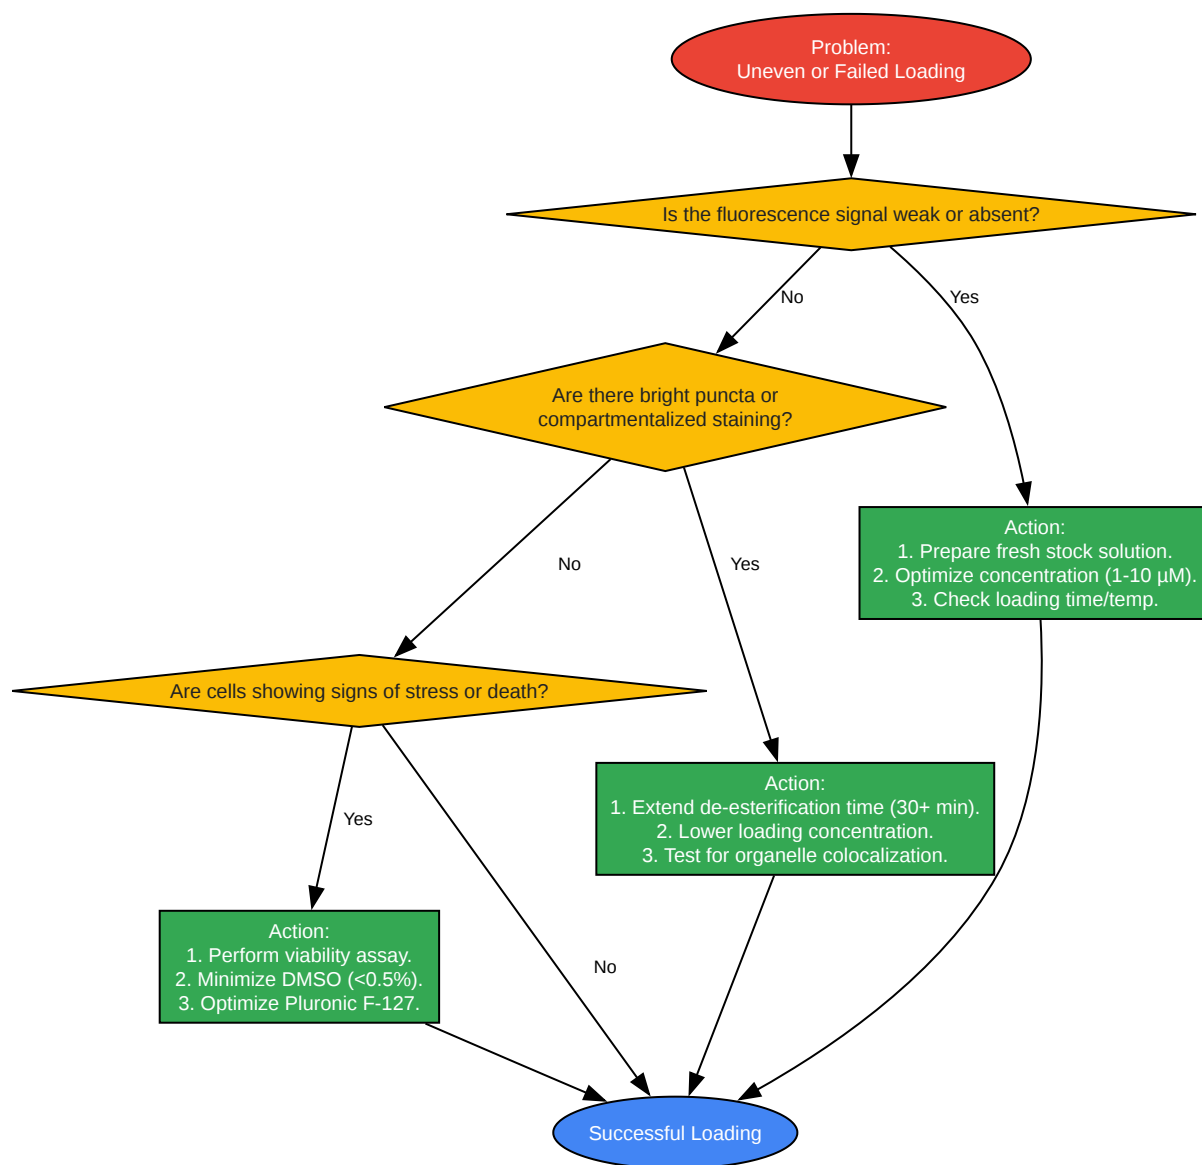 Problem:
Uneven or Failed Loading
Is the fluorescence signal weak or absent?
No
Yes
Are there bright puncta or
compartmentalized staining?
No
Yes
Action:
1. Prepare fresh stock solution.
2. Optimize concentration (1-10 µM).
3. Check loading time/temp.
Are cells showing signs of stress or death?
Yes
No
Action:
1. Extend de-esterification time (30+ min).
2. Lower loading concentration.
3. Test for organelle colocalization.
Action:
1. Perform viability assay.
2. Minimize DMSO (<0.5%).
3. Optimize Pluronic F-127.
Successful Loading